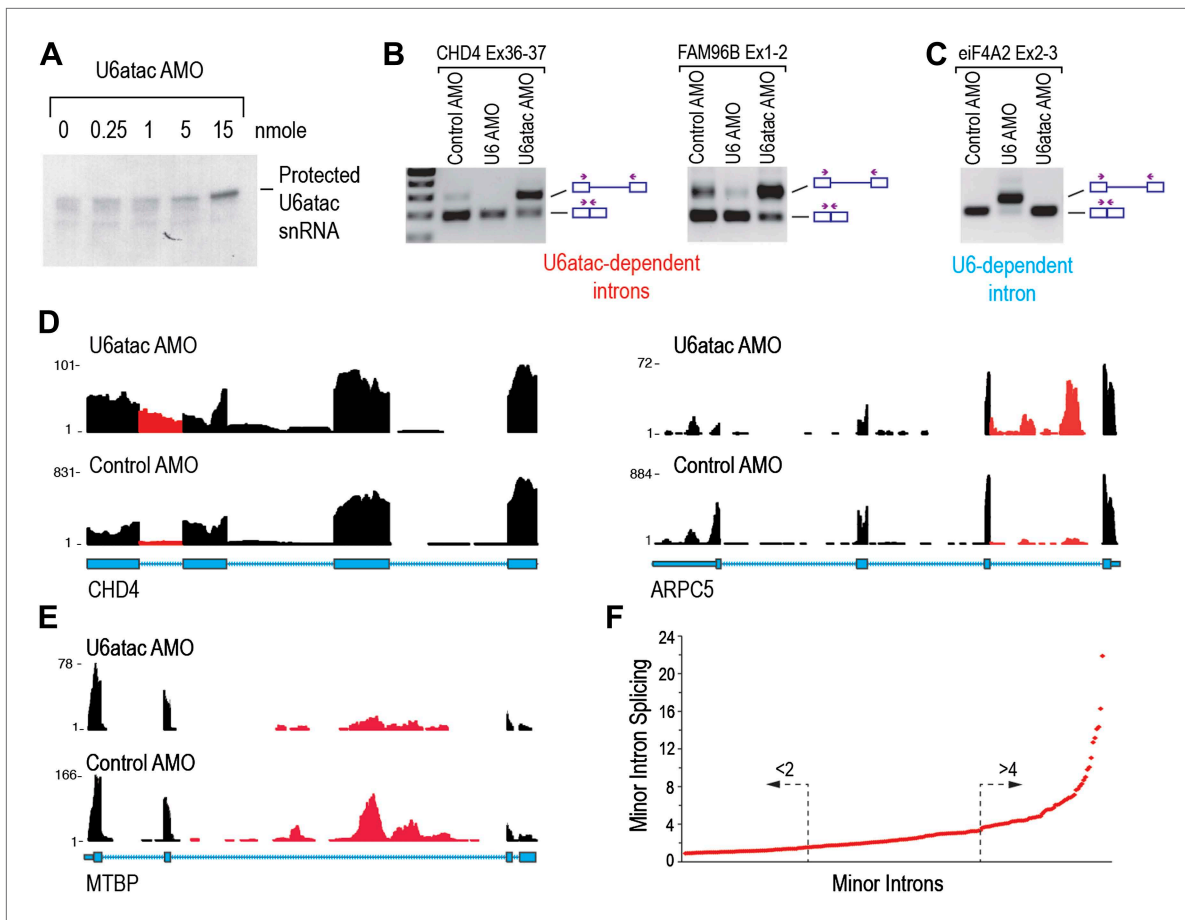 A
U6atac AMO
0 0.25 1 5 15 nmole
Protected
U6atac
snRNA
B
CHD4 Ex36-37
Control AMO
U6 AMO
U6atac AMO
FAM96B Ex1-2
Control AMO
U6 AMO
U6atac AMO
U6atac-dependent
introns
C
eiF4A2 Ex2-3
Control AMO
U6 AMO
U6atac AMO
U6-dependent
intron
D
U6atac AMO
101-
1-
Control AMO
831-
1-
CHD4
U6atac AMO
72-
1-
Control AMO
884-
1-
ARPC5
E
U6atac AMO
78-
1-
Control AMO
166-
1-
MTBP
F
Minor Intron Splicing
24
20
16
12
8
4
0
<2
>4
Minor Introns